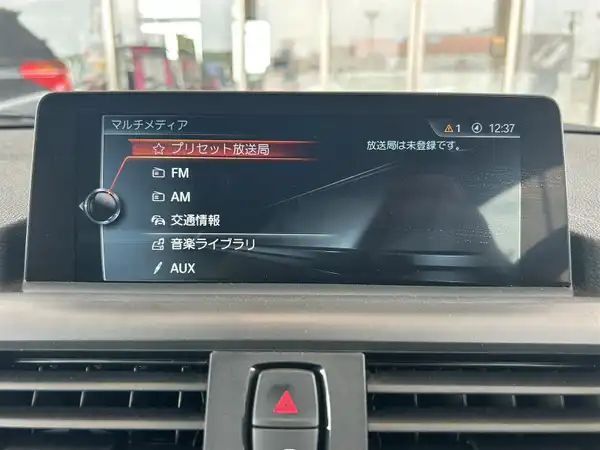 マルチメディア
1 12:37
プリセット放送局
放送局は未登録です。
FM
AM
交通情報
音楽ライブラリ
AUX